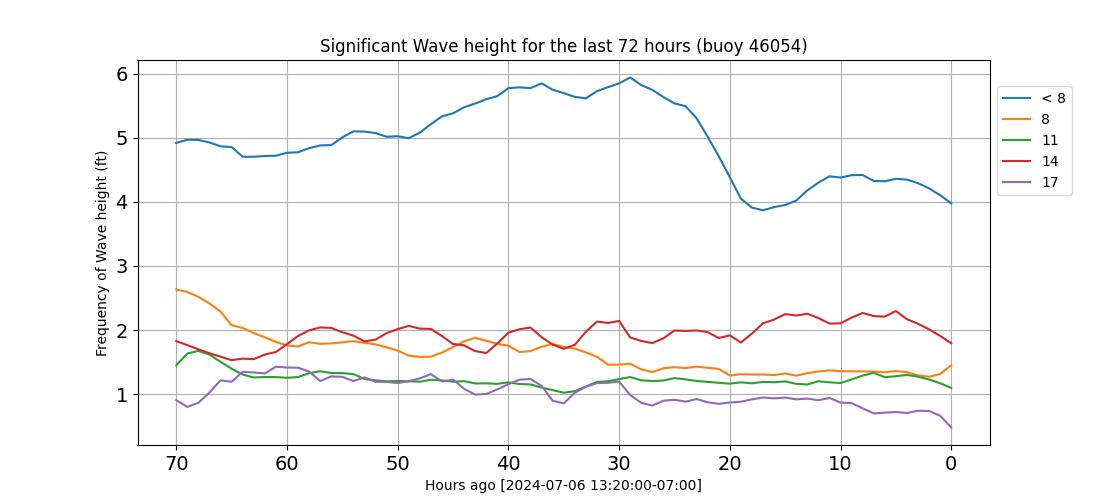 Significant Wave height for the last 72 hours (buoy 46054)
Frequency of Wave height (ft)
6
5
4
3
2
1
70 60 50 40 30 20 10 0
Hours ago [2024-07-06 13:20:00-07:00]
< 8
8
11
14
17